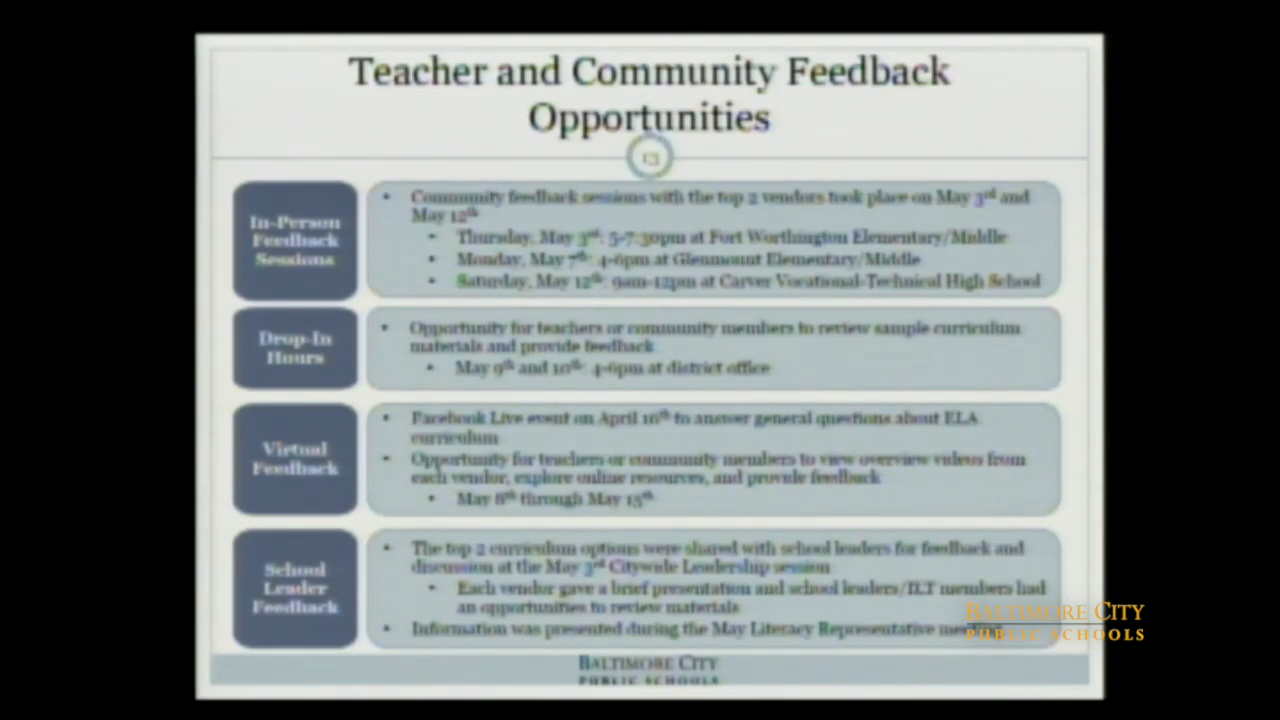 Teacher and Community Feedback
Opportunities
13
In-Person
Feedback
Sessions
• Community feedback sessions with the top 2 vendors took place on May 3rd and
May 12th
• Thursday, May 3rd: 5-7:30pm at Fort Worthington Elementary/Middle
• Monday, May 7th: 4-6pm at Glenmount Elementary/Middle
• Saturday, May 12th: 9am-12pm at Carver Vocational-Technical High School
Drop-In
Hours
• Opportunity for teachers or community members to review sample curriculum
materials and provide feedback
• May 9th and 10th: 4-6pm at district office
Virtual
Feedback
• Facebook Live event on April 16th to answer general questions about ELA
curriculum
• Opportunity for teachers or community members to view overview videos from
each vendor, explore online resources, and provide feedback
• May 8th through May 15th
School
Leader
Feedback
• The top 2 curriculum options were shared with school leaders for feedback and
discussion at the May 3rd Citywide Leadership session
• Each vendor gave a brief presentation and school leaders/ILT members had
an opportunities to review materials
• Information was presented during the May Literacy Representative
BALTIMORE CITY
PUBLIC SCHOOLS
BALTIMORE CITY
PUBLIC SCHOOLS